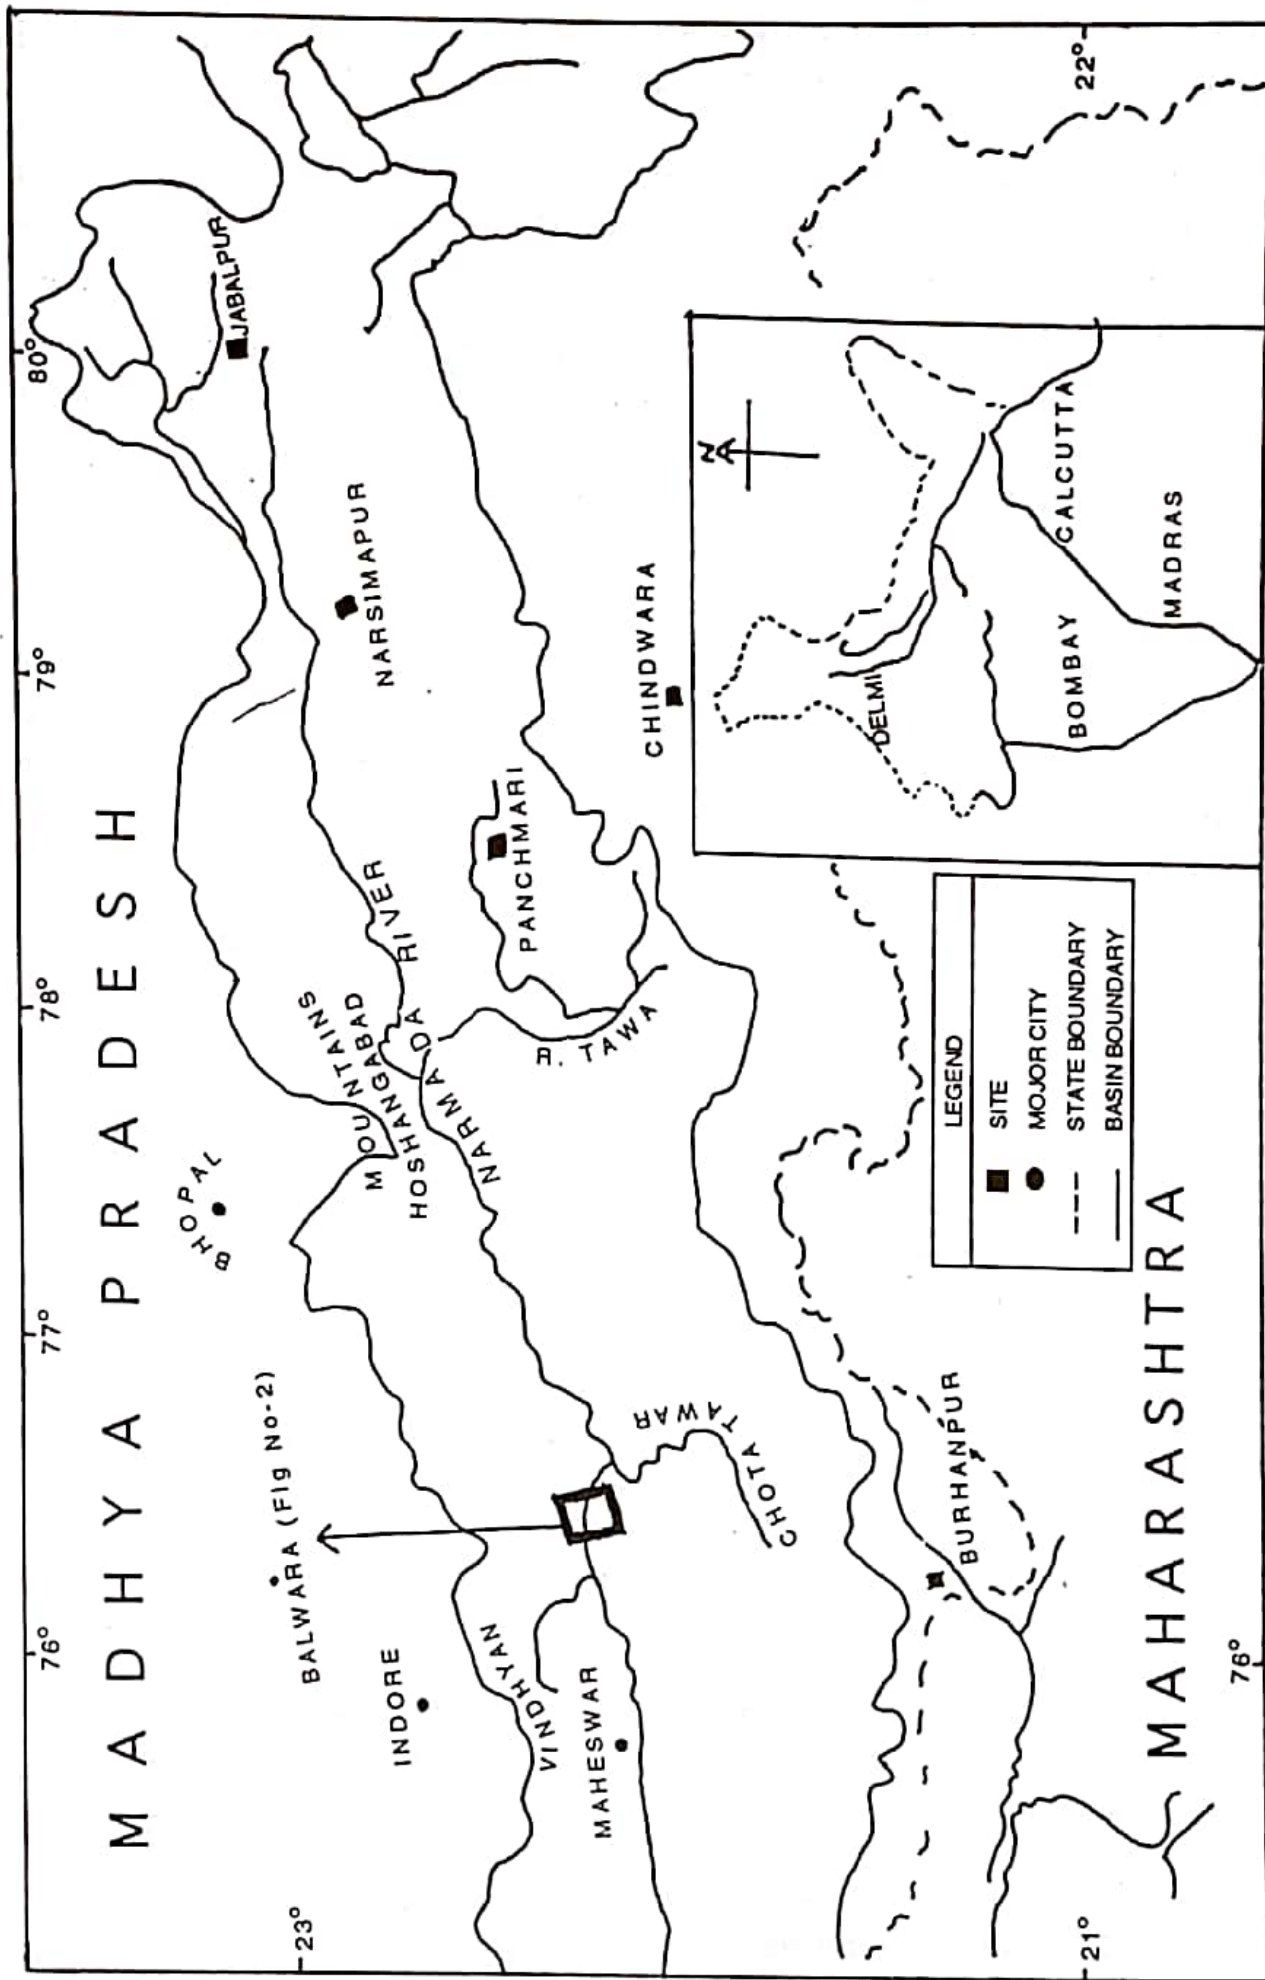 MADHYA PRADESH
76°
77°
78°
79°
80°
23°
22°
21°
76°
BHOPAL
BALWARA (Fig No-2)
INDORE
MAHESWAR
VINDHYAN
MOUNTAINS
HOSHANGABAD
NARMADA RIVER
JABALPUR
NARSIMAPUR
PANCHMARI
R. TAWA
CHINDWARA
CHOTA TAWAR
BURHANPUR
MAHARASHTRA
LEGEND
SITE
MOJOR CITY
STATE BOUNDARY
BASIN BOUNDARY
N
DELMI
BOMBAY
CALCUTTA
MADRAS